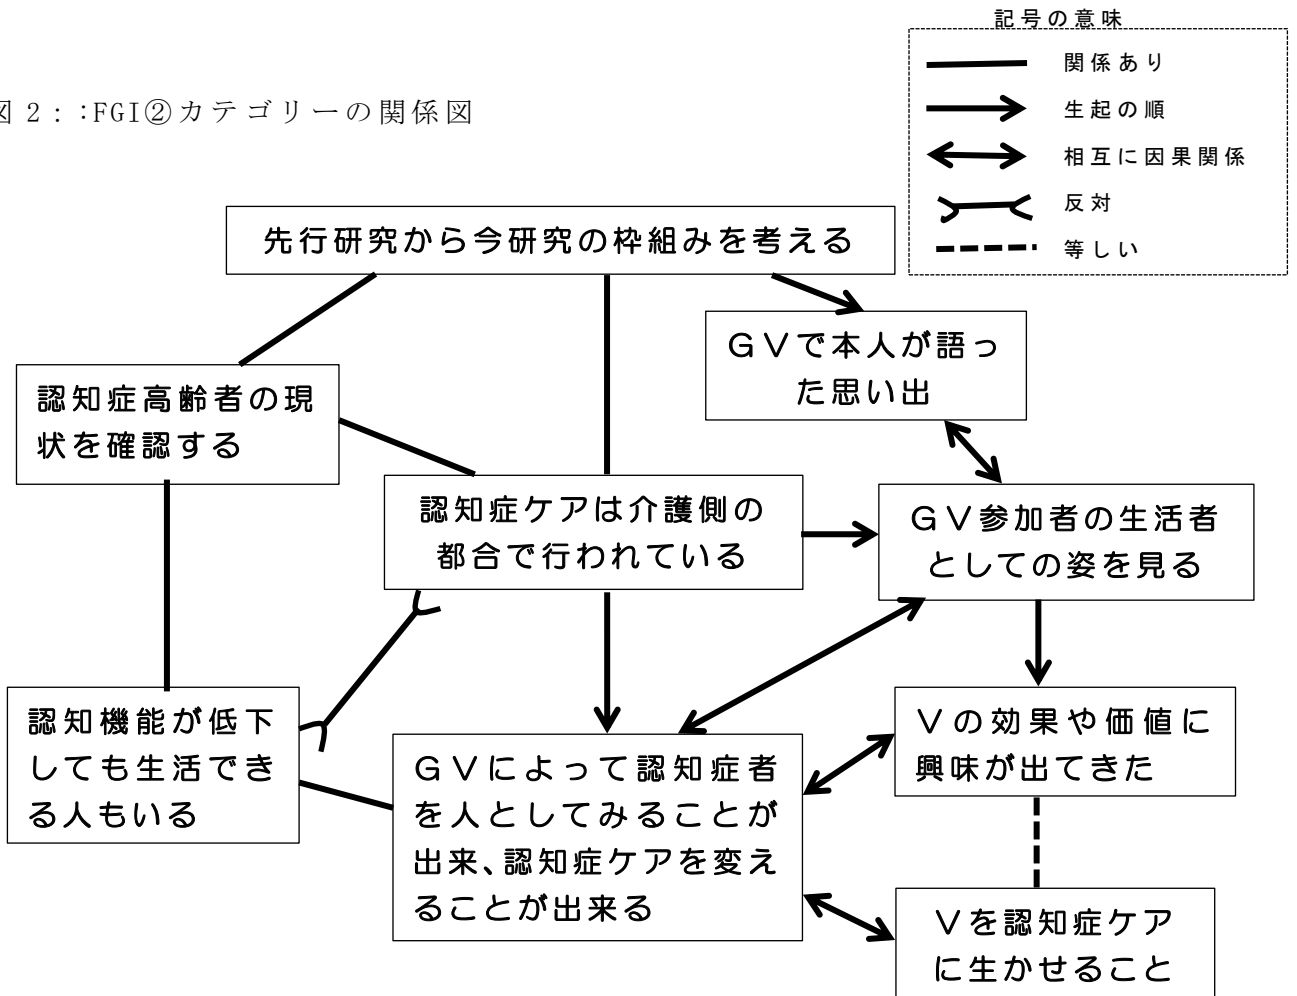 記号の意味
関係あり
生起の順
相互に因果関係
反対
等しい
図2：:FGI②カテゴリーの関係図
先行研究から今研究の枠組みを考える
ＧＶで本人が語っ
た思い出
認知症高齢者の現
状を確認する
認知症ケアは介護側の
都合で行われている
ＧＶ参加者の生活者
としての姿を見る
認知機能が低下
しても生活でき
る人もいる
ＧＶによって認知症者
を人としてみることが
出来、認知症ケアを変え
ることが出来る
Ｖの効果や価値に
興味が出てきた
Ｖを認知症ケア
に生かせること